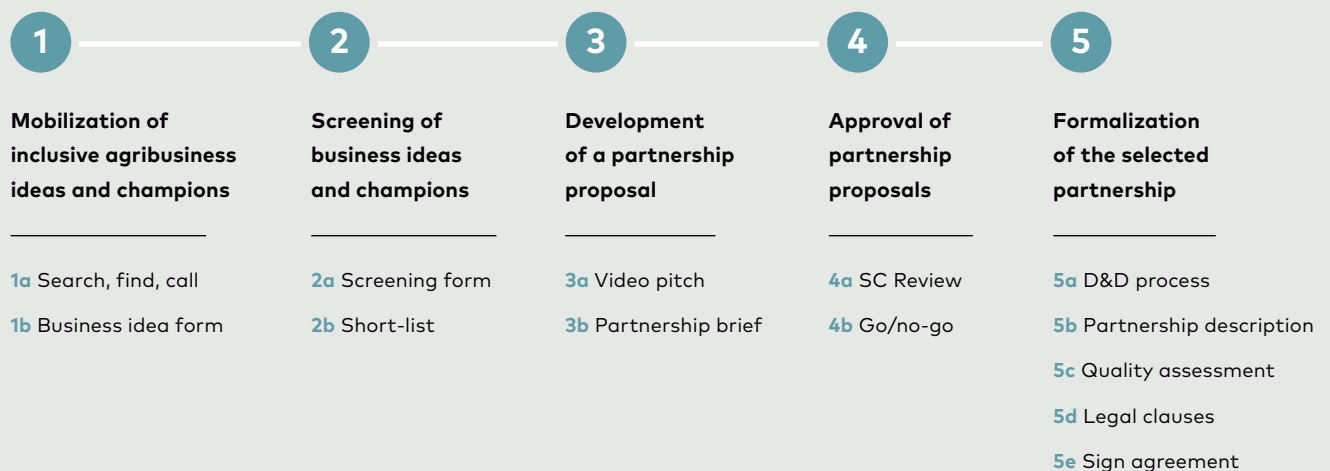 1
Mobilization of
inclusive agribusiness
ideas and champions
1a Search, find, call
1b Business idea form
2
Screening of
business ideas
and champions
2a Screening form
2b Short-list
3
Development
of a partnership
proposal
3a Video pitch
3b Partnership brief
4
Approval of
partnership
proposals
4a SC Review
4b Go/no-go
5
Formalization
of the selected
partnership
5a D&D process
5b Partnership description
5c Quality assessment
5d Legal clauses
5e Sign agreement